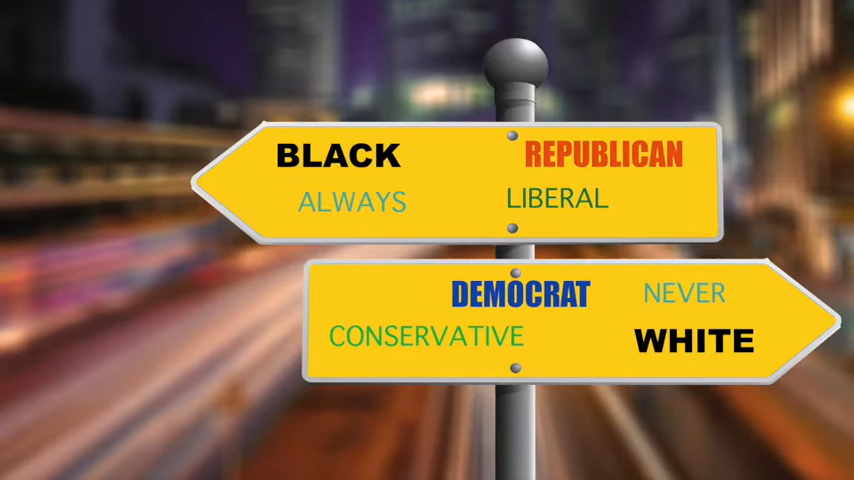 BLACK REPUBLICAN
ALWAYS LIBERAL
DEMOCRAT NEVER
CONSERVATIVE WHITE